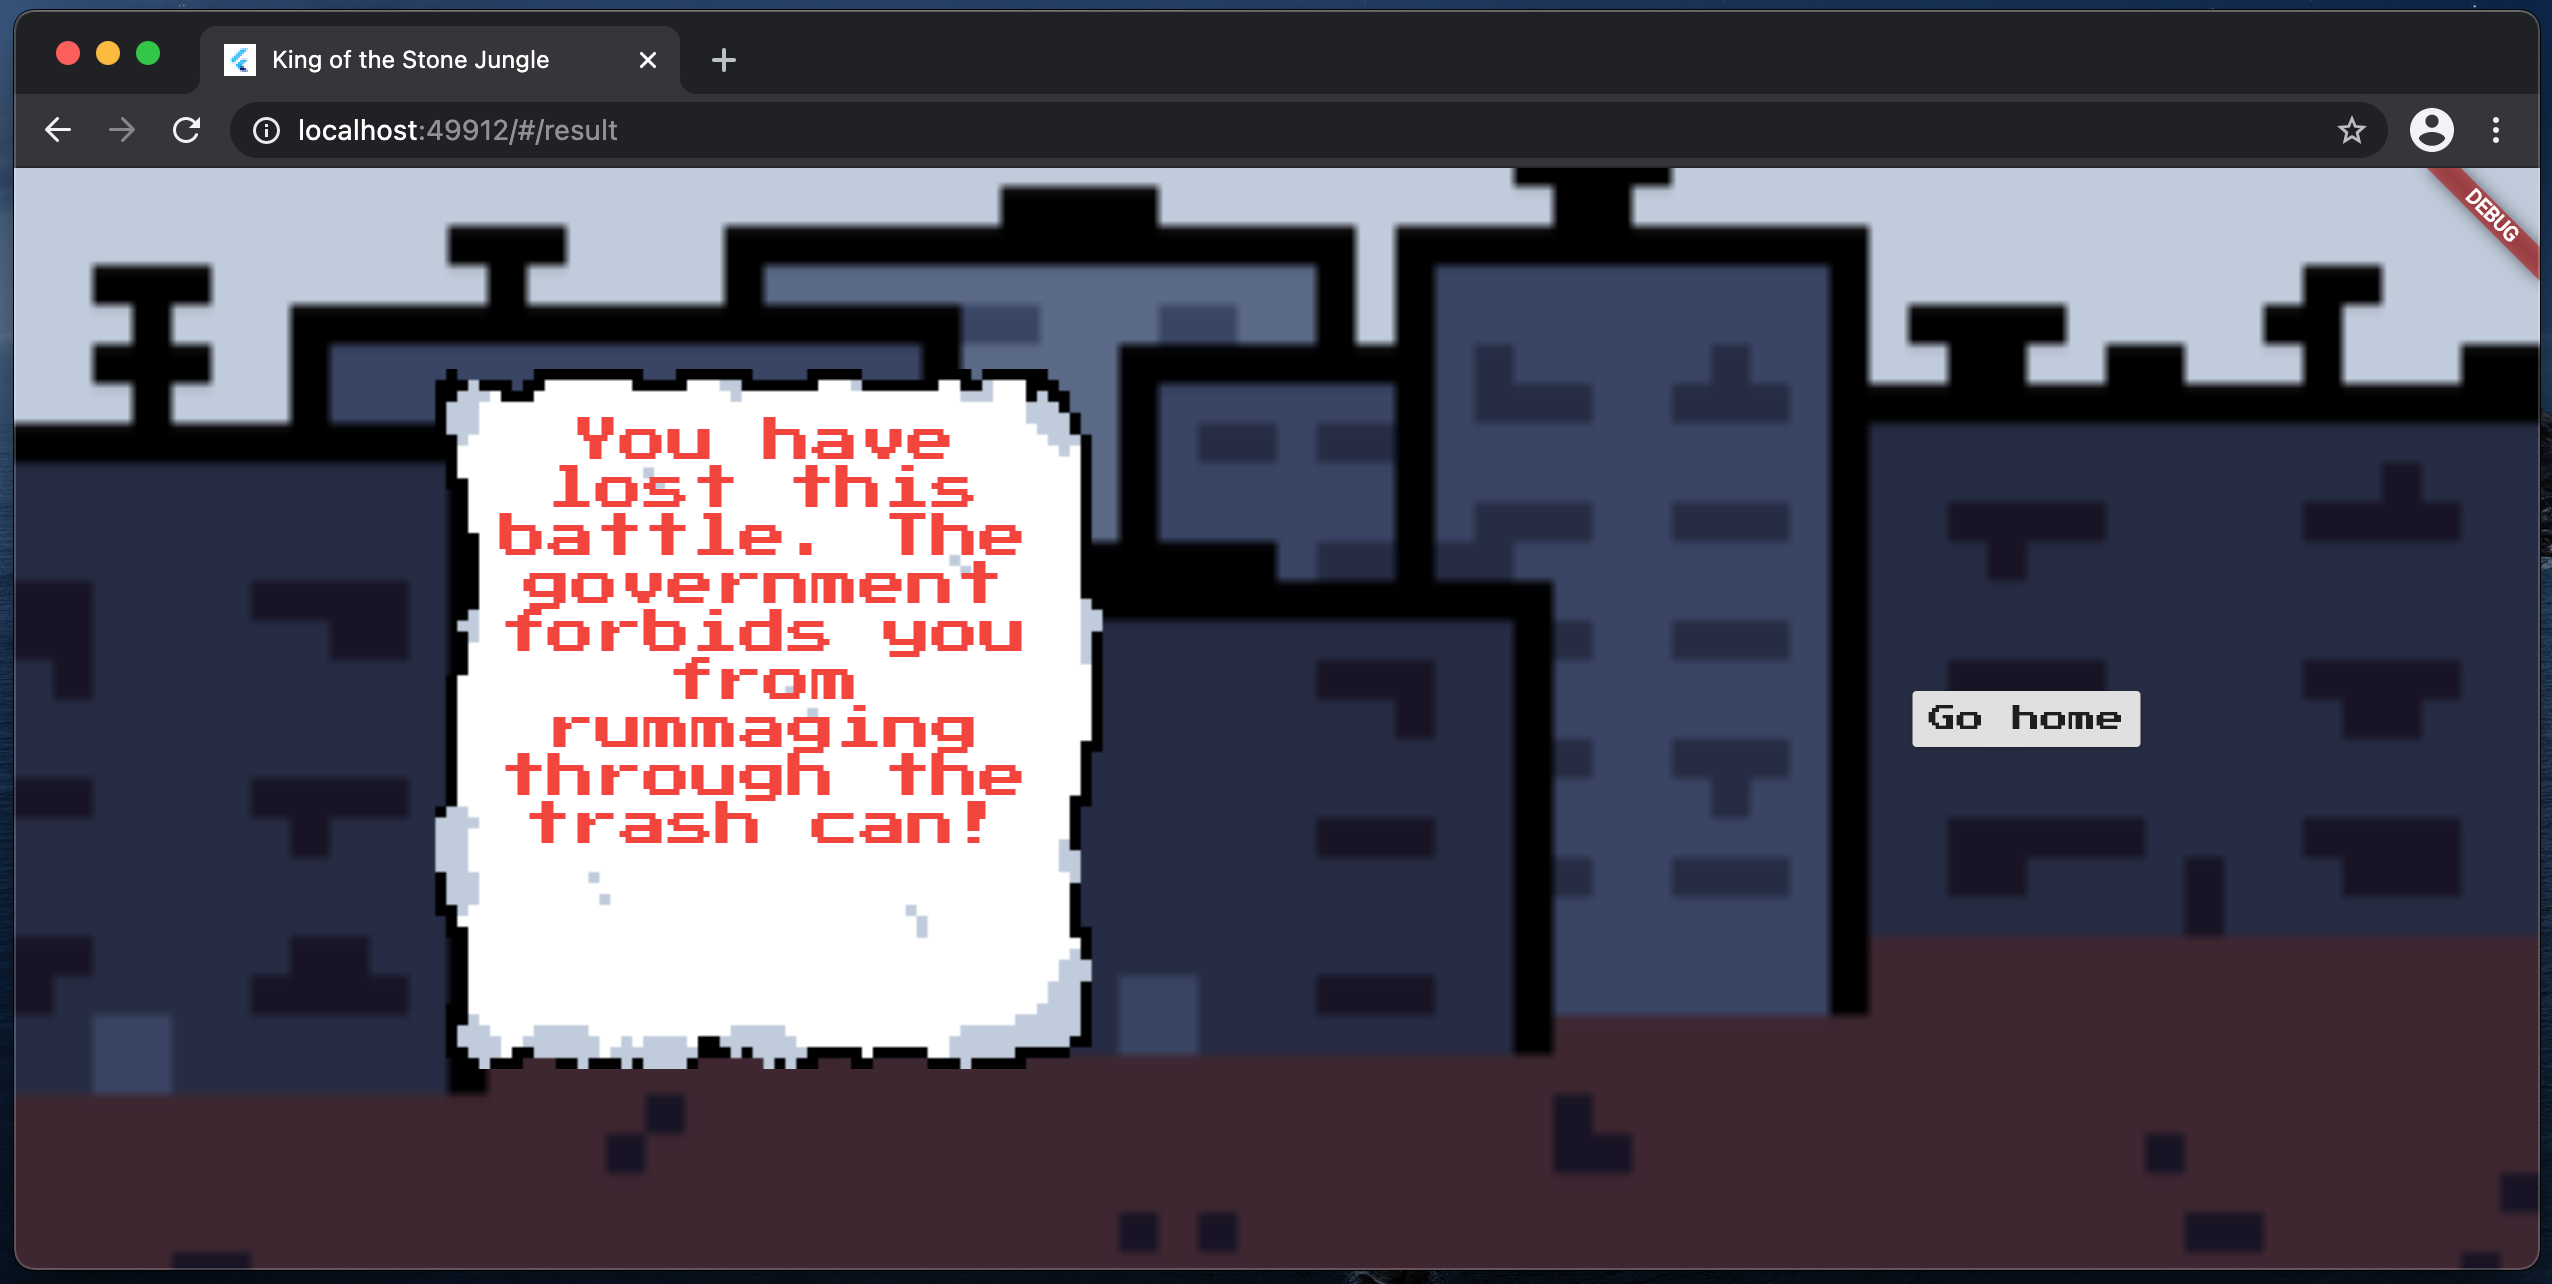 King of the Stone Jungle
localhost:49912/#/result
DEBUG
You have
lost this
battle. The
government
forbids you
from
rummaging
through the
trash can!
Go home